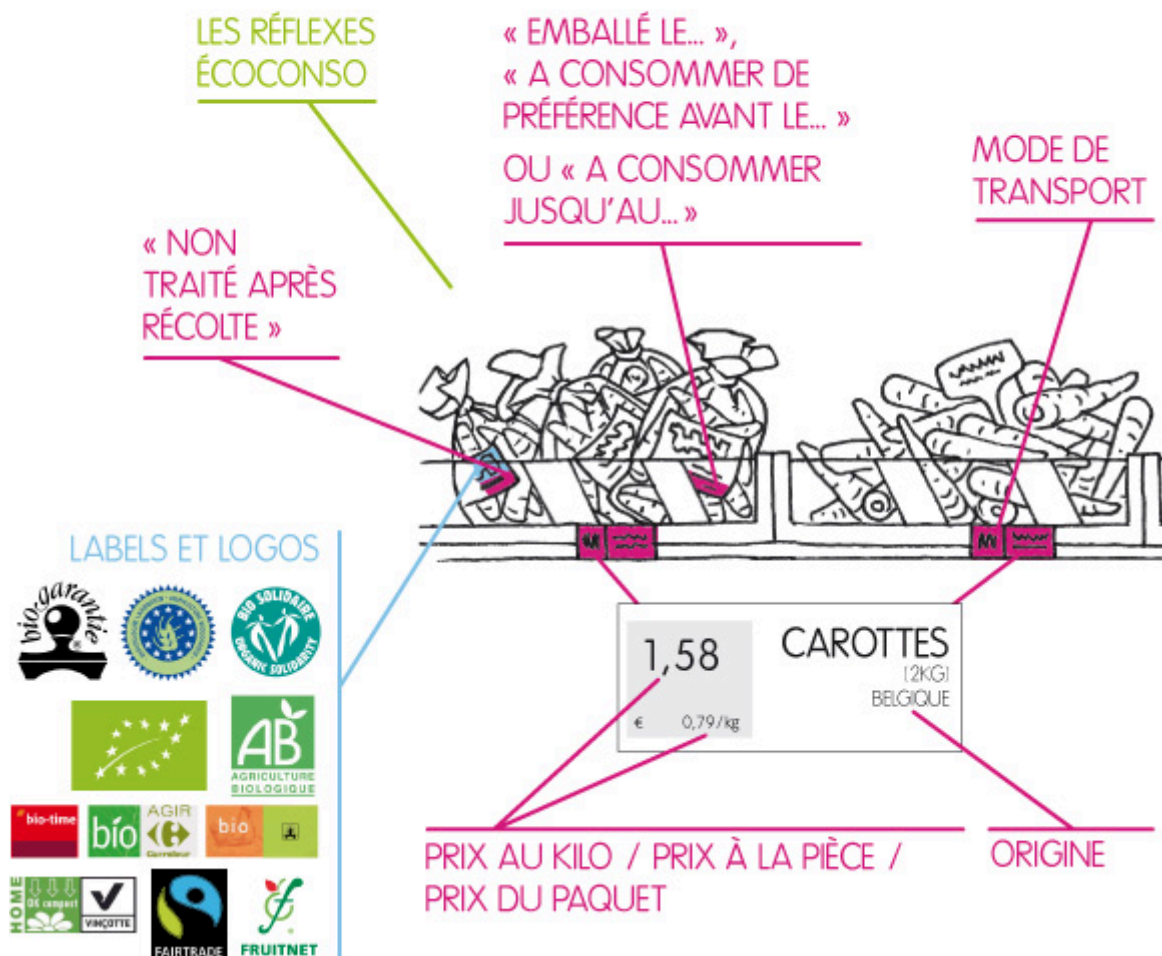 LES RÉFLEXES
ÉCOCONSO
« EMBALLÉ LE... »,
« A CONSOMMER DE
PRÉFÉRENCE AVANT LE... »
OU « A CONSOMMER
JUSQU'AU... »
MODE DE
TRANSPORT
« NON
TRAITÉ APRÈS
RÉCOLTE »
LABELS ET LOGOS
bio-garantie
BIO SOLIDAIRE
ORGANIC SOLIDARITY
AB
AGRICULTURE
BIOLOGIQUE
bio-time
bio
AGIR
Carrefour
bio
HOME
OK compost
VINÇOTTE
FAIRTRADE
FRUITNET
1,58
€ 0,79/kg
CAROTTES
(2KG)
BELGIQUE
PRIX AU KILO / PRIX À LA PIÈCE /
PRIX DU PAQUET
ORIGINE